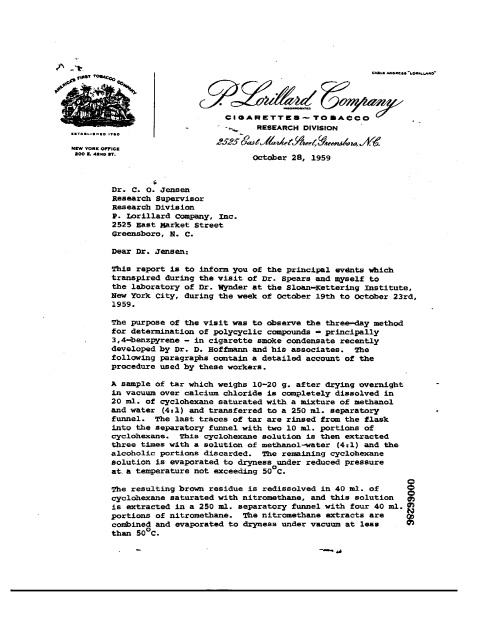 CABLE ADDRESS "LORILLARD"
AMERICA'S FIRST TOBACCO COMPANY
ESTABLISHED 1760
NEW YORK OFFICE
200 E. 42ND ST.
P. Lorillard Company
INCORPORATED
CIGARETTES ~ TOBACCO
RESEARCH DIVISION
2525 East Market Street, Greensboro, N.C.
October 28, 1959
Dr. C. O. Jensen
Research Supervisor
Research Division
P. Lorillard Company, Inc.
2525 East Market Street
Greensboro, N. C.
Dear Dr. Jensen:
This report is to inform you of the principal events which
transpired during the visit of Dr. Spears and myself to
the laboratory of Dr. Wynder at the Sloan-Kettering Institute,
New York City, during the week of October 19th to October 23rd,
1959.
The purpose of the visit was to observe the three-day method
for determination of polycyclic compounds - principally
3,4-benzpyrene - in cigarette smoke condensate recently
developed by Dr. D. Hoffmann and his associates. The
following paragraphs contain a detailed account of the
procedure used by these workers.
A sample of tar which weighs 10-20 g. after drying overnight
in vacuum over calcium chloride is completely dissolved in
20 ml. of cyclohexane saturated with a mixture of methanol
and water (4:1) and transferred to a 250 ml. separatory
funnel. The last traces of tar are rinsed from the flask
into the separatory funnel with two 10 ml. portions of
cyclohexane. This cyclohexane solution is then extracted
three times with a solution of methanol-water (4:1) and the
alcoholic portions discarded. The remaining cyclohexane
solution is evaporated to dryness under reduced pressure
at a temperature not exceeding 50°C.
The resulting brown residue is redissolved in 40 ml. of
cyclohexane saturated with nitromethane, and this solution
is extracted in a 250 ml. separatory funnel with four 40 ml.
portions of nitromethane. The nitromethane extracts are
combined and evaporated to dryness under vacuum at less
than 50°C.
00066286